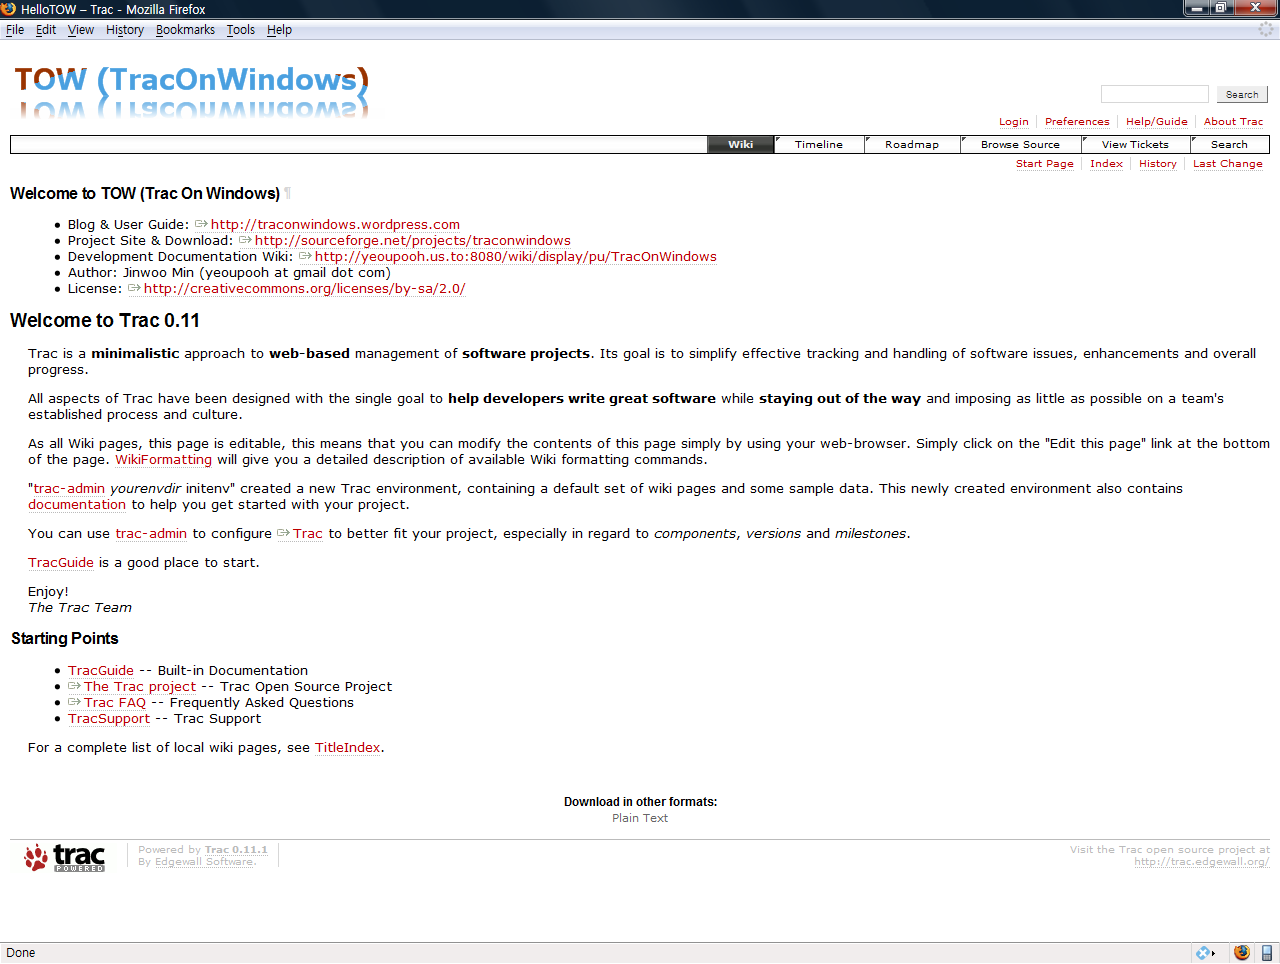 HelloTOW – Trac - Mozilla Firefox
File Edit View History Bookmarks Tools Help
TOW (TracOnWindows)
Search
Login Preferences Help/Guide About Trac
Wiki Timeline Roadmap Browse Source View Tickets Search
Start Page Index History Last Change
Welcome to TOW (Trac On Windows) ¶
• Blog & User Guide: http://traconwindows.wordpress.com
• Project Site & Download: http://sourceforge.net/projects/traconwindows
• Development Documentation Wiki: http://yeoupooh.us.to:8080/wiki/display/pu/TracOnWindows
• Author: Jinwoo Min (yeoupooh at gmail dot com)
• License: http://creativecommons.org/licenses/by-sa/2.0/
Welcome to Trac 0.11
Trac is a minimalistic approach to web-based management of software projects. Its goal is to simplify effective tracking and handling of software issues, enhancements and overall
progress.
All aspects of Trac have been designed with the single goal to help developers write great software while staying out of the way and imposing as little as possible on a team's
established process and culture.
As all Wiki pages, this page is editable, this means that you can modify the contents of this page simply by using your web-browser. Simply click on the "Edit this page" link at the bottom
of the page. WikiFormatting will give you a detailed description of available Wiki formatting commands.
"trac-admin yourenvdir initenv" created a new Trac environment, containing a default set of wiki pages and some sample data. This newly created environment also contains
documentation to help you get started with your project.
You can use trac-admin to configure Trac to better fit your project, especially in regard to components, versions and milestones.
TracGuide is a good place to start.
Enjoy!
The Trac Team
Starting Points
• TracGuide -- Built-in Documentation
• The Trac project -- Trac Open Source Project
• Trac FAQ -- Frequently Asked Questions
• TracSupport -- Trac Support
For a complete list of local wiki pages, see TitleIndex.
Download in other formats:
Plain Text
trac
POWERED
Powered by Trac 0.11.1
By Edgewall Software.
Visit the Trac open source project at
http://trac.edgewall.org/
Done